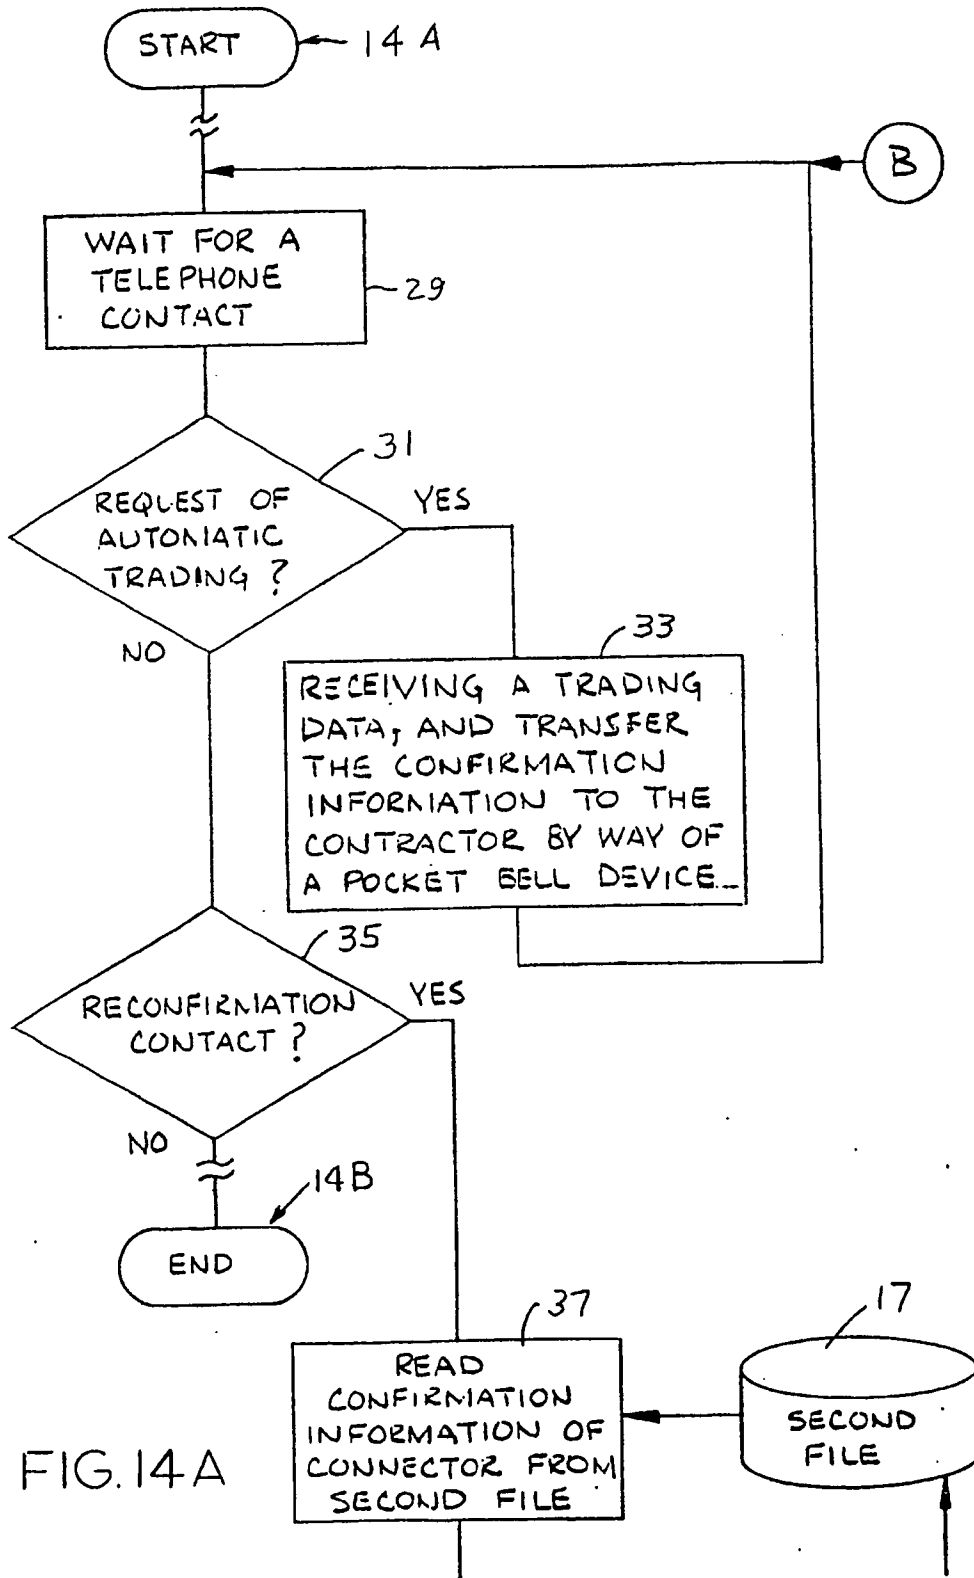 START
14A
B
WAIT FOR A
TELEPHONE
CONTACT
29
31
REQUEST OF
AUTOMATIC
TRADING?
YES
NO
33
RECEIVING A TRADING
DATA, AND TRANSFER
THE CONFIRMATION
INFORMATION TO THE
CONTRACTOR BY WAY OF
A POCKET BELL DEVICE
35
RECONFIRMATION
CONTACT?
YES
NO
14B
END
37
READ
CONFIRMATION
INFORMATION OF
CONNECTOR FROM
SECOND FILE
17
SECOND
FILE
FIG. 14A